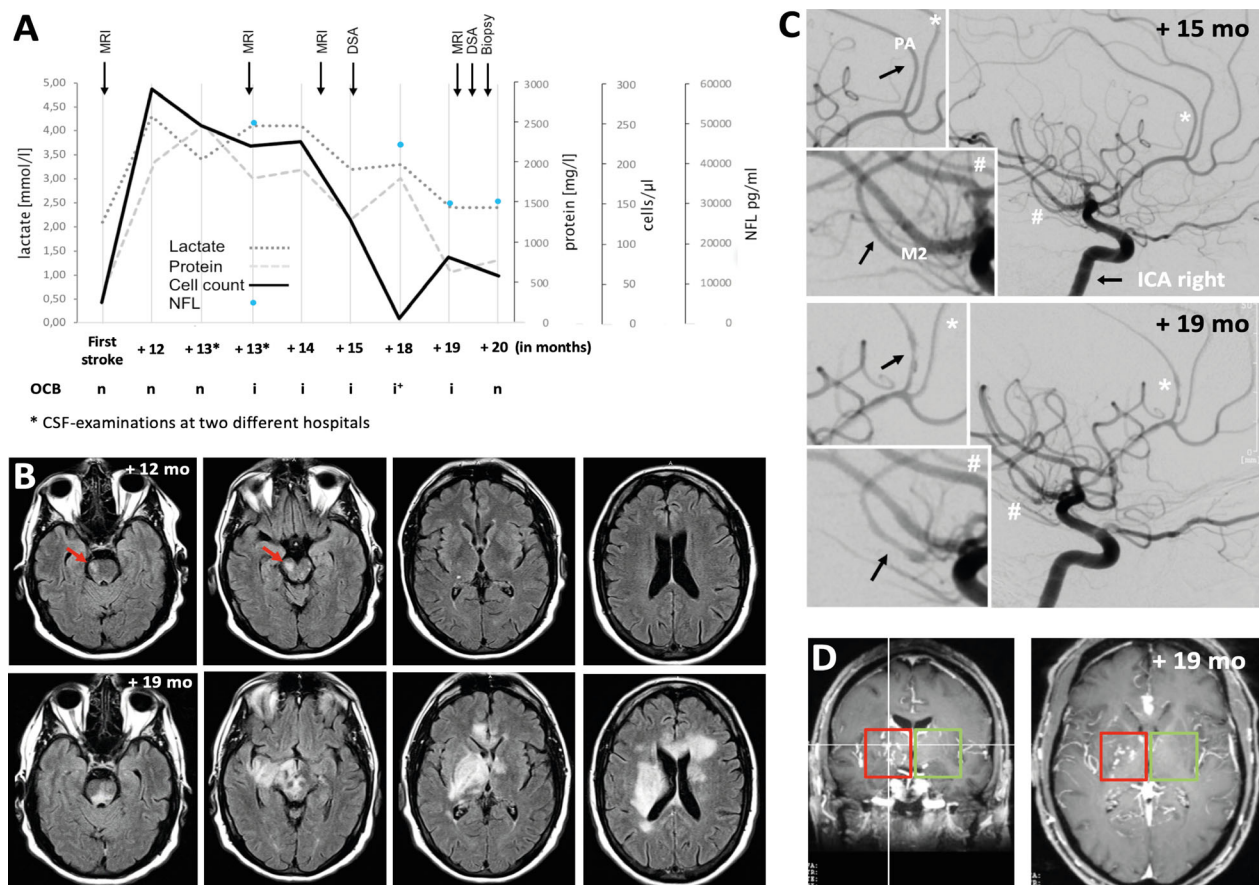 A
MRI
MRI
MRI
DSA
MRI
DSA
Biopsy
lactate [mmol/l]
5,00
4,50
4,00
3,50
3,00
2,50
2,00
1,50
1,00
0,50
0,00
3000
2500
2000
1500
1000
500
0
protein [mg/l]
300
250
200
150
100
50
0
cells/µl
60000
50000
40000
30000
20000
10000
0
NFL pg/ml
Lactate
Protein
Cell count
NFL
First stroke
+ 12
+ 13*
+ 13*
+ 14
+ 15
+ 18
+ 19
+ 20
(in months)
OCB n n n i i i i+ i n
* CSF-examinations at two different hospitals
B
+ 12 mo
+ 19 mo
C
*
PA
+ 15 mo
*
#
M2
#
ICA right
+ 19 mo
*
*
#
#
D
+ 19 mo